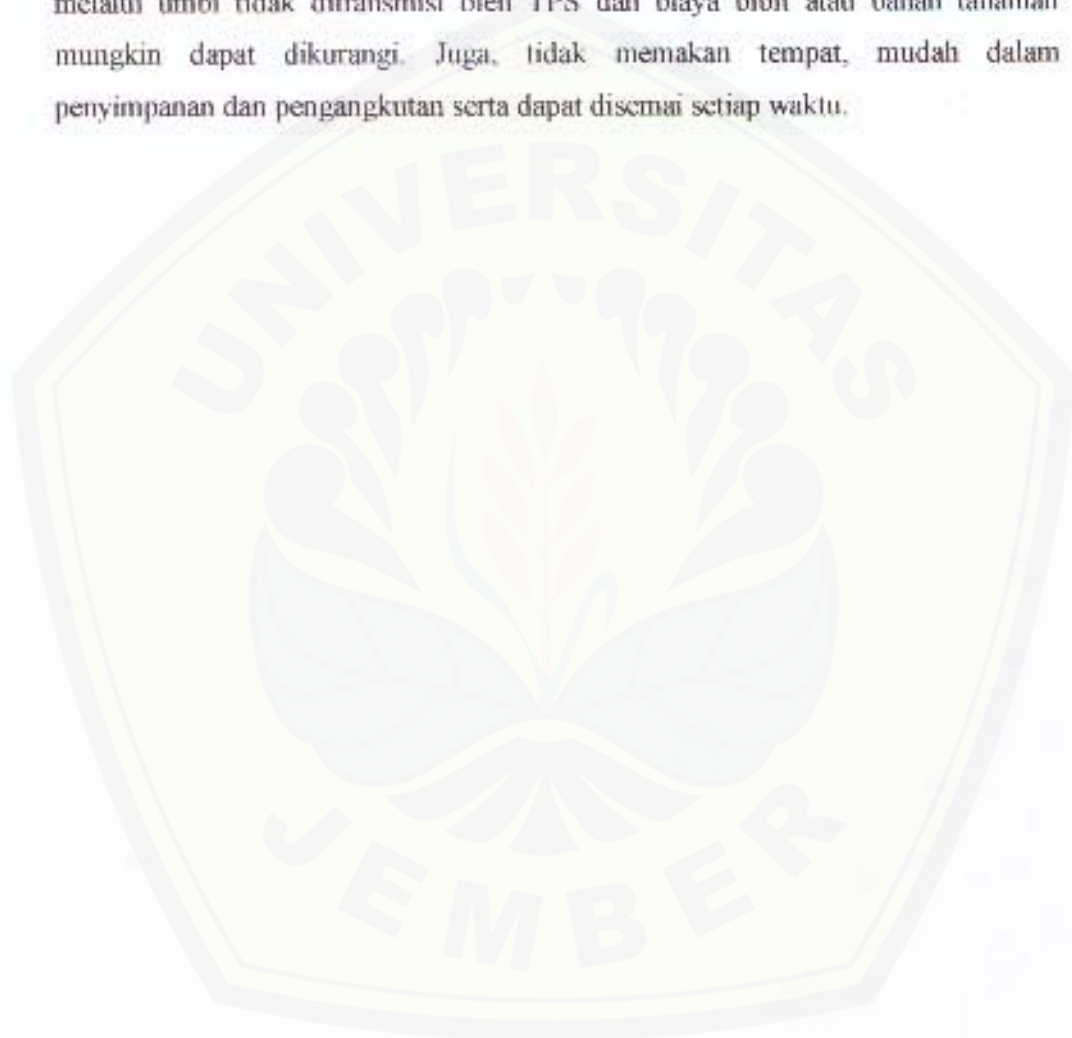 melalui umbi tidak ditransmisi oleh TPS dan biaya bibit atau bahan tanaman
mungkin dapat dikurangi. Juga, tidak memakan tempat, mudah dalam
penyimpanan dan pengangkutan serta dapat disemai setiap waktu.
UNIVERSITAS
JEMBER